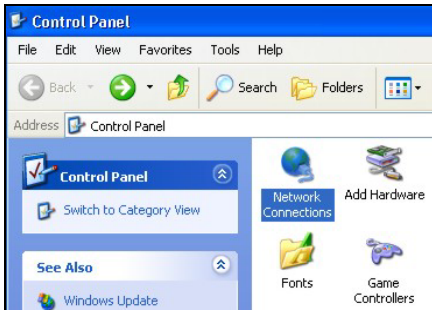 Control Panel
File Edit View Favorites Tools Help
Back Search Folders
Address Control Panel
Control Panel
Switch to Category View
See Also
Windows Update
Network
Connections
Add Hardware
Fonts
Game
Controllers